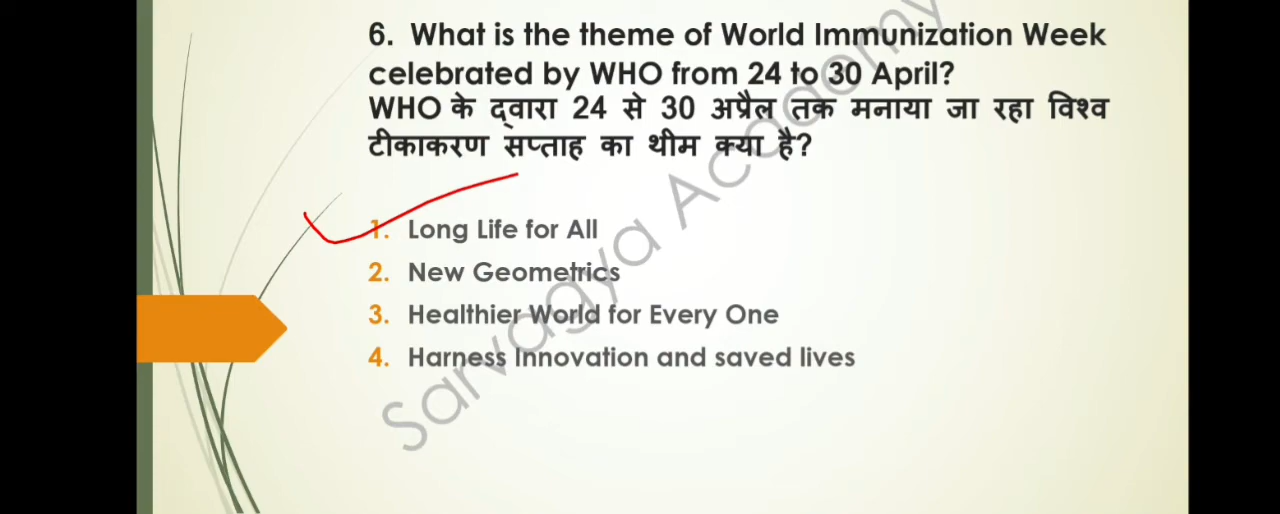 6. What is the theme of World Immunization Week
celebrated by WHO from 24 to 30 April?
WHO के द्वारा 24 से 30 अप्रैल तक मनाया जा रहा विश्व
टीकाकरण सप्ताह का थीम क्या है?
1. Long Life for All
2. New Geometrics
3. Healthier World for Every One
4. Harness Innovation and saved lives
Sarvagya Academy